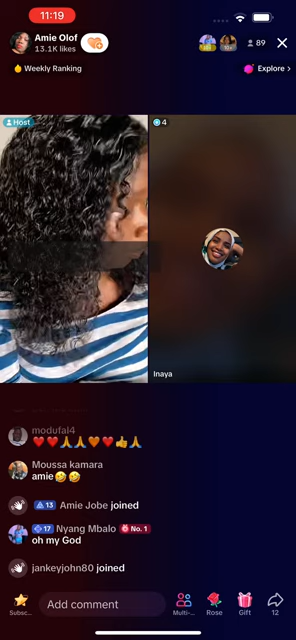 11:19
Amie Olof
13.1K likes
89
Weekly Ranking
Explore >
Host
4
Inaya
modufal4
❤️❤️🙏🙏🧡❤️👍🙏
Moussa kamara
amie🤣🤣
13 Amie Jobe joined
17 Nyang Mbalo No. 1
oh my God
jankeyjohn80 joined
Add comment
Subsc...
Multi-...
Rose
Gift
12